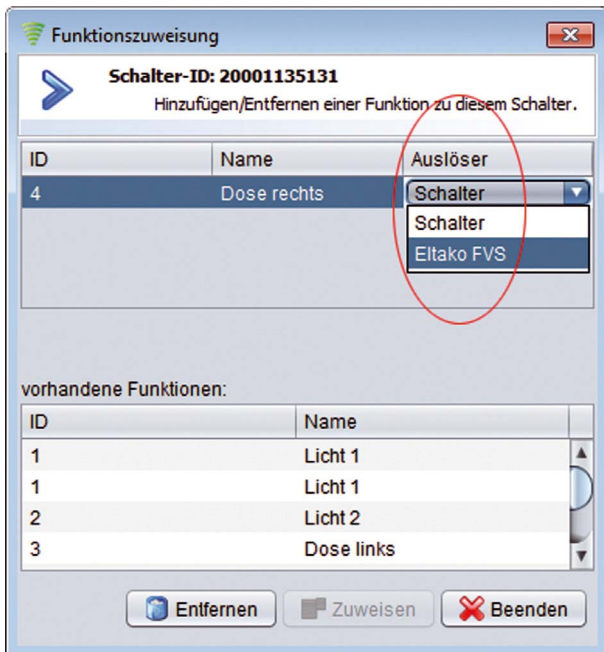 Funktionszuweisung
Schalter-ID: 20001135131
Hinzufügen/Entfernen einer Funktion zu diesem Schalter.
ID Name Auslöser
4 Dose rechts Schalter
Schalter
Eltako FVS
vorhandene Funktionen:
ID Name
1 Licht 1
1 Licht 1
2 Licht 2
3 Dose links
Entfernen Zuweisen Beenden